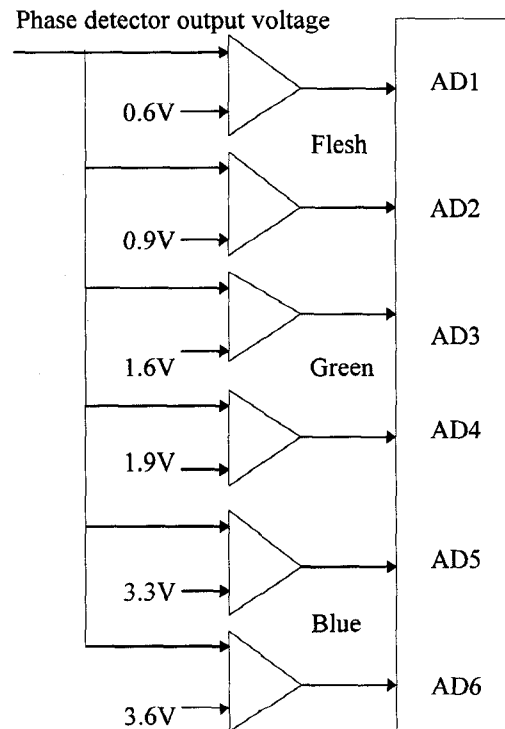 Phase detector output voltage
AD1
0.6V
Flesh
AD2
0.9V
AD3
1.6V
Green
AD4
1.9V
AD5
3.3V
Blue
AD6
3.6V